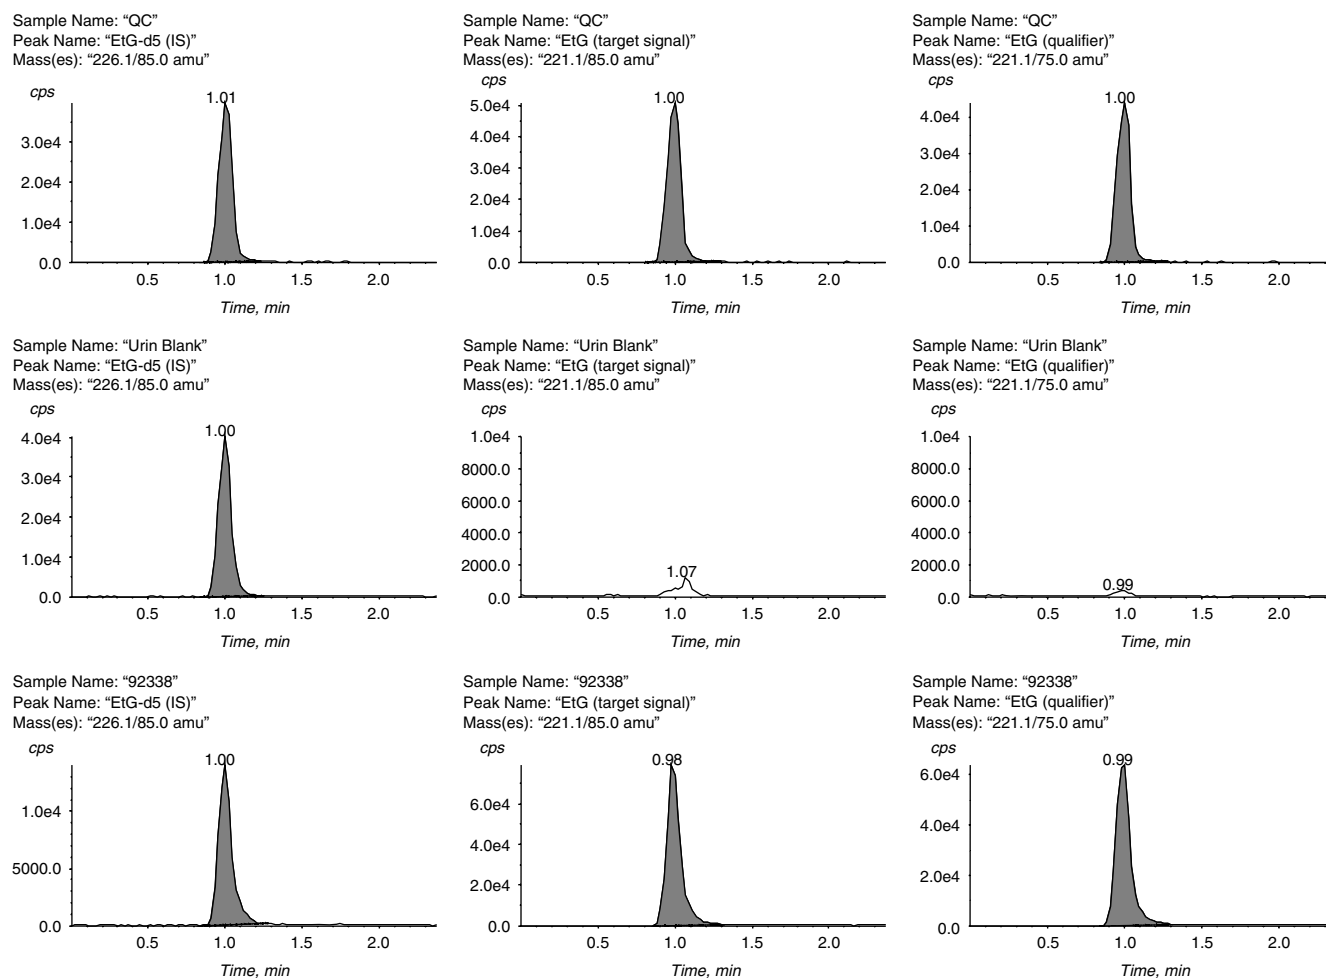 Sample Name: “QC”
Peak Name: “EtG-d5 (IS)”
Mass(es): “226.1/85.0 amu”
cps
1.01
3.0e4
2.0e4
1.0e4
0.0
0.5 1.0 1.5 2.0
Time, min
Sample Name: “QC”
Peak Name: “EtG (target signal)”
Mass(es): “221.1/85.0 amu”
cps
1.00
5.0e4
4.0e4
3.0e4
2.0e4
1.0e4
0.0
0.5 1.0 1.5 2.0
Time, min
Sample Name: “QC”
Peak Name: “EtG (qualifier)”
Mass(es): “221.1/75.0 amu”
cps
1.00
4.0e4
3.0e4
2.0e4
1.0e4
0.0
0.5 1.0 1.5 2.0
Time, min
Sample Name: “Urin Blank”
Peak Name: “EtG-d5 (IS)”
Mass(es): “226.1/85.0 amu”
cps
1.00
4.0e4
3.0e4
2.0e4
1.0e4
0.0
0.5 1.0 1.5 2.0
Time, min
Sample Name: “Urin Blank”
Peak Name: “EtG (target signal)”
Mass(es): “221.1/85.0 amu”
cps
1.0e4
8000.0
6000.0
4000.0
2000.0
1.07
0.0
0.5 1.0 1.5 2.0
Time, min
Sample Name: “Urin Blank”
Peak Name: “EtG (qualifier)”
Mass(es): “221.1/75.0 amu”
cps
1.0e4
8000.0
6000.0
4000.0
2000.0
0.99
0.0
0.5 1.0 1.5 2.0
Time, min
Sample Name: “92338”
Peak Name: “EtG-d5 (IS)”
Mass(es): “226.1/85.0 amu”
cps
1.00
1.0e4
5000.0
0.0
0.5 1.0 1.5 2.0
Time, min
Sample Name: “92338”
Peak Name: “EtG (target signal)”
Mass(es): “221.1/85.0 amu”
cps
0.98
6.0e4
4.0e4
2.0e4
0.0
0.5 1.0 1.5 2.0
Time, min
Sample Name: “92338”
Peak Name: “EtG (qualifier)”
Mass(es): “221.1/75.0 amu”
cps
0.99
6.0e4
4.0e4
2.0e4
0.0
0.5 1.0 1.5 2.0
Time, min